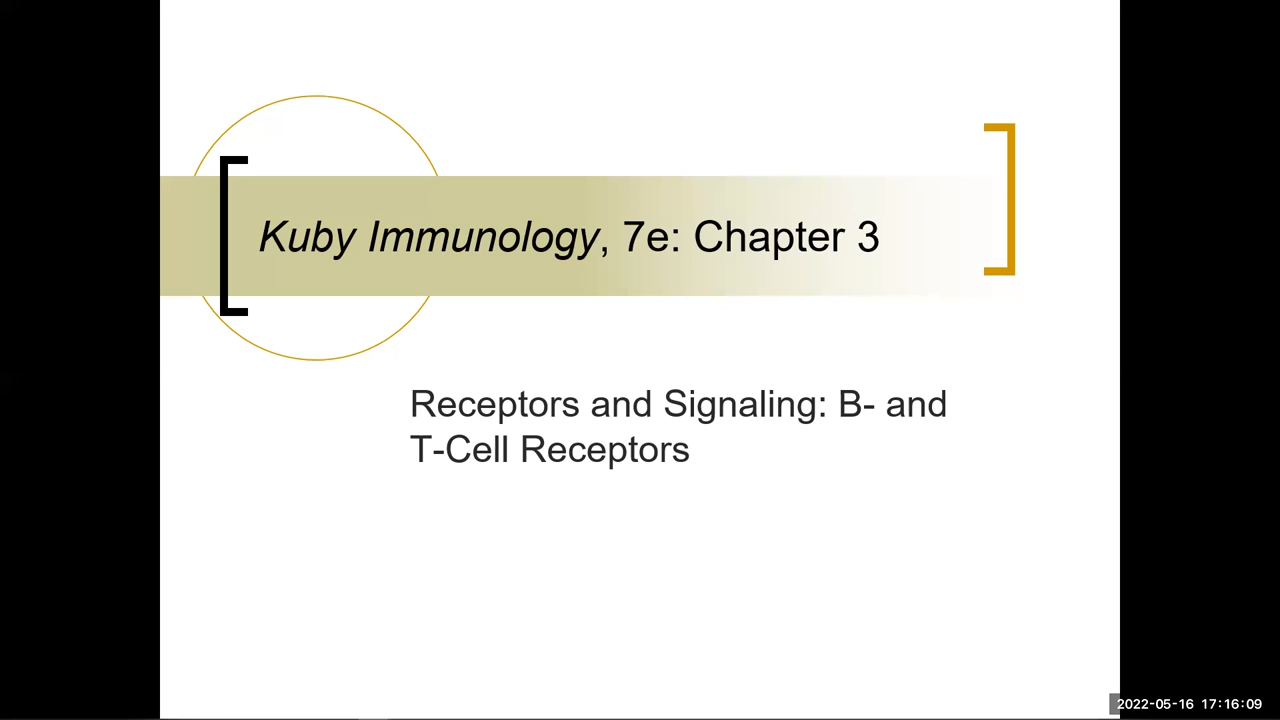 Kuby Immunology, 7e: Chapter 3
Receptors and Signaling: B- and
T-Cell Receptors
2022-05-16 17:16:09